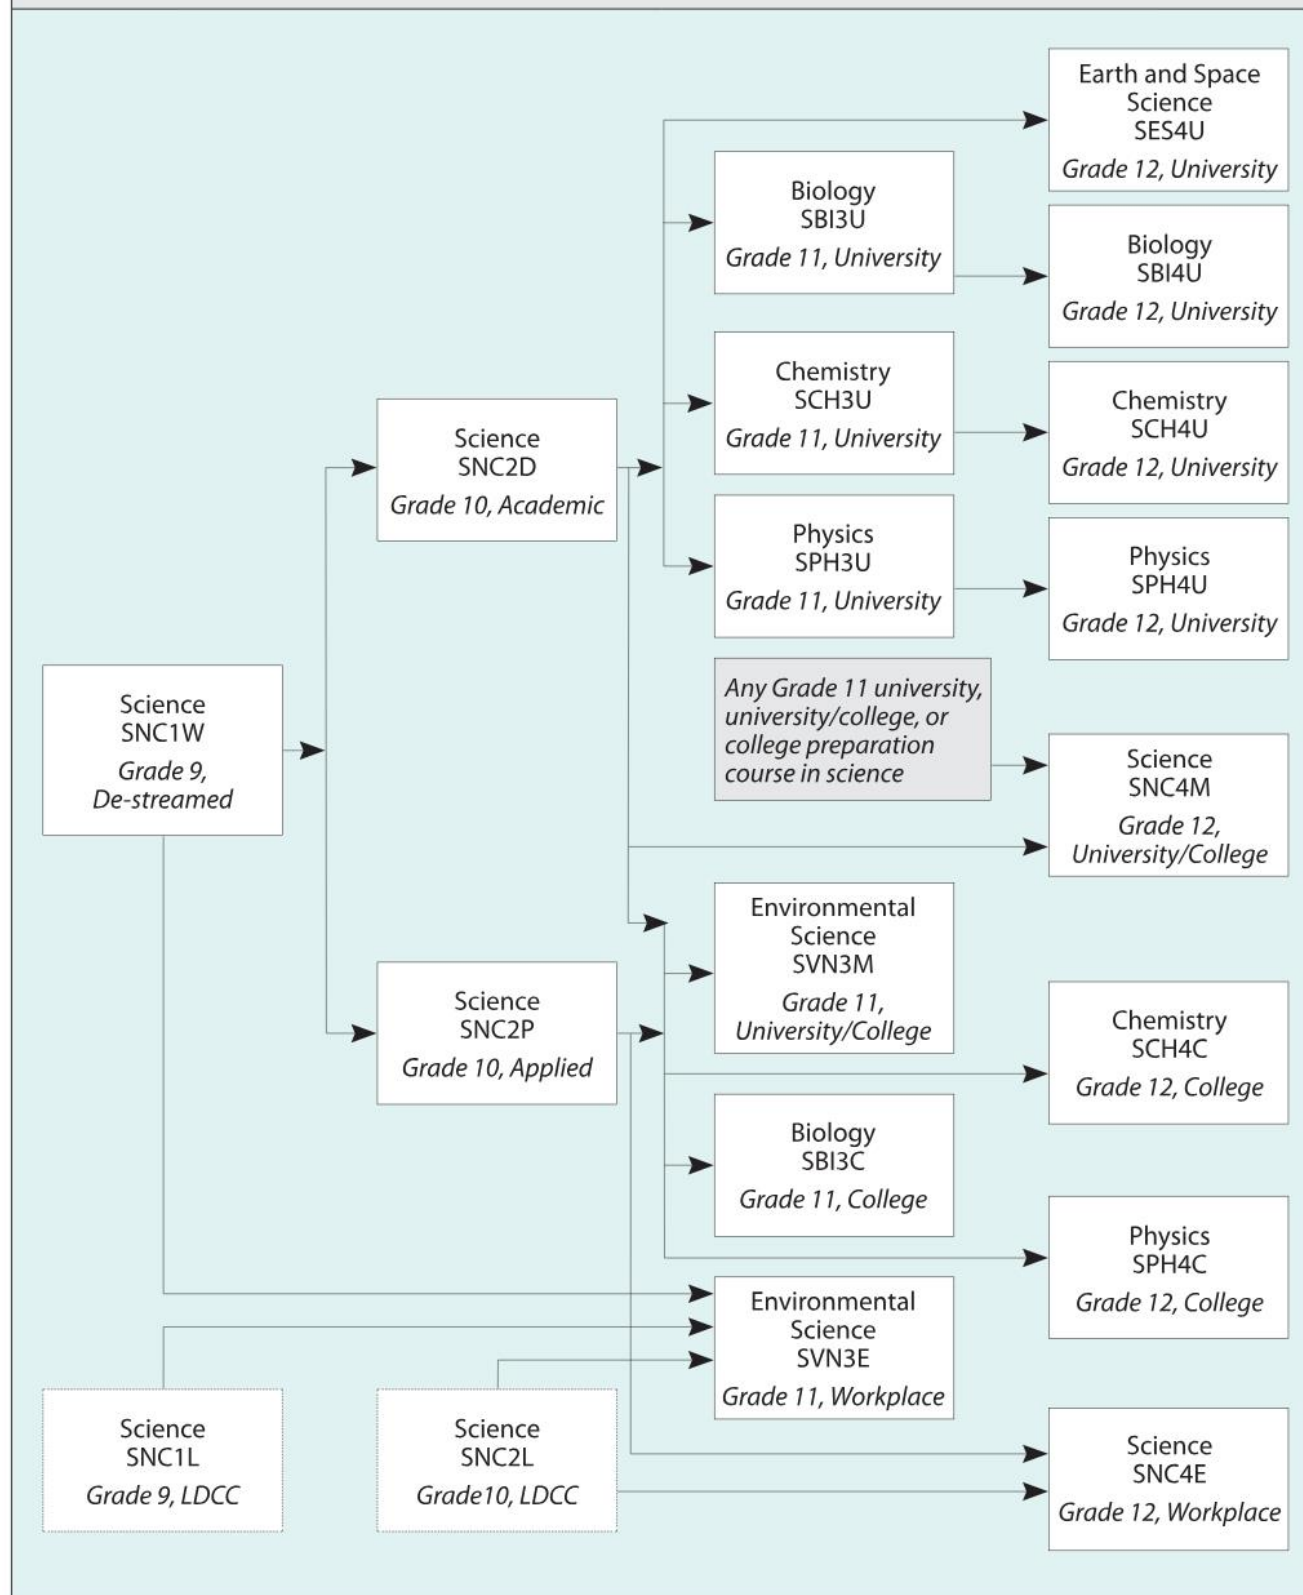 Earth and Space
Science
SES4U
Grade 12, University
Biology
SBI3U
Grade 11, University
Biology
SBI4U
Grade 12, University
Chemistry
SCH3U
Grade 11, University
Chemistry
SCH4U
Grade 12, University
Science
SNC2D
Grade 10, Academic
Physics
SPH3U
Grade 11, University
Physics
SPH4U
Grade 12, University
Science
SNC1W
Grade 9,
De-streamed
Any Grade 11 university,
university/college, or
college preparation
course in science
Science
SNC4M
Grade 12,
University/College
Environmental
Science
SVN3M
Grade 11,
University/College
Science
SNC2P
Grade 10, Applied
Chemistry
SCH4C
Grade 12, College
Biology
SBI3C
Grade 11, College
Physics
SPH4C
Grade 12, College
Environmental
Science
SVN3E
Grade 11, Workplace
Science
SNC1L
Grade 9, LDCC
Science
SNC2L
Grade10, LDCC
Science
SNC4E
Grade 12, Workplace